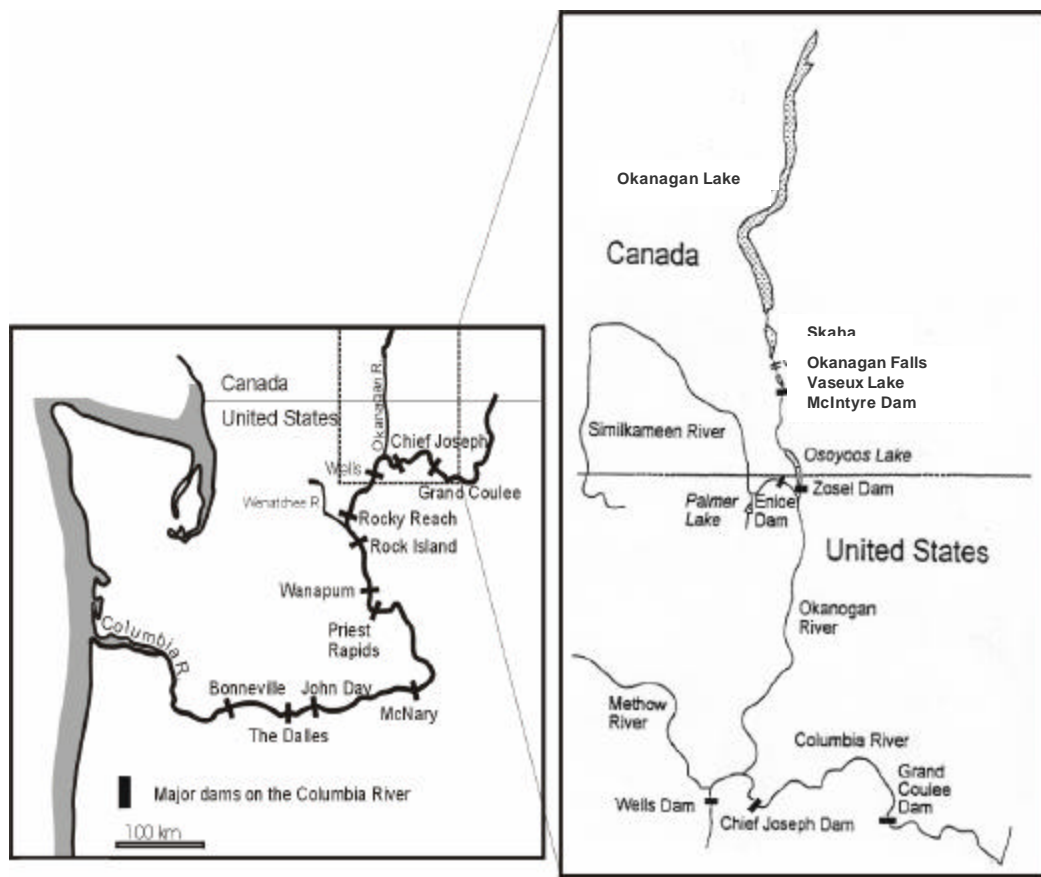 Canada
United States
Okanagan R.
Chief Joseph
Wells
Grand Coulee
Wenatchee R.
Rocky Reach
Rock Island
Wanapum
Priest
Rapids
Columbia R.
Bonneville
John Day
McNary
The Dalles
Major dams on the Columbia River
100 km
Okanagan Lake
Canada
Skaha
Okanagan Falls
Vaseux Lake
McIntyre Dam
Similkameen River
Osoyoos Lake
Zosel Dam
Palmer
Lake
Enloe
Dam
United States
Okanogan
River
Methow
River
Columbia River
Grand
Coulee
Dam
Wells Dam
Chief Joseph Dam